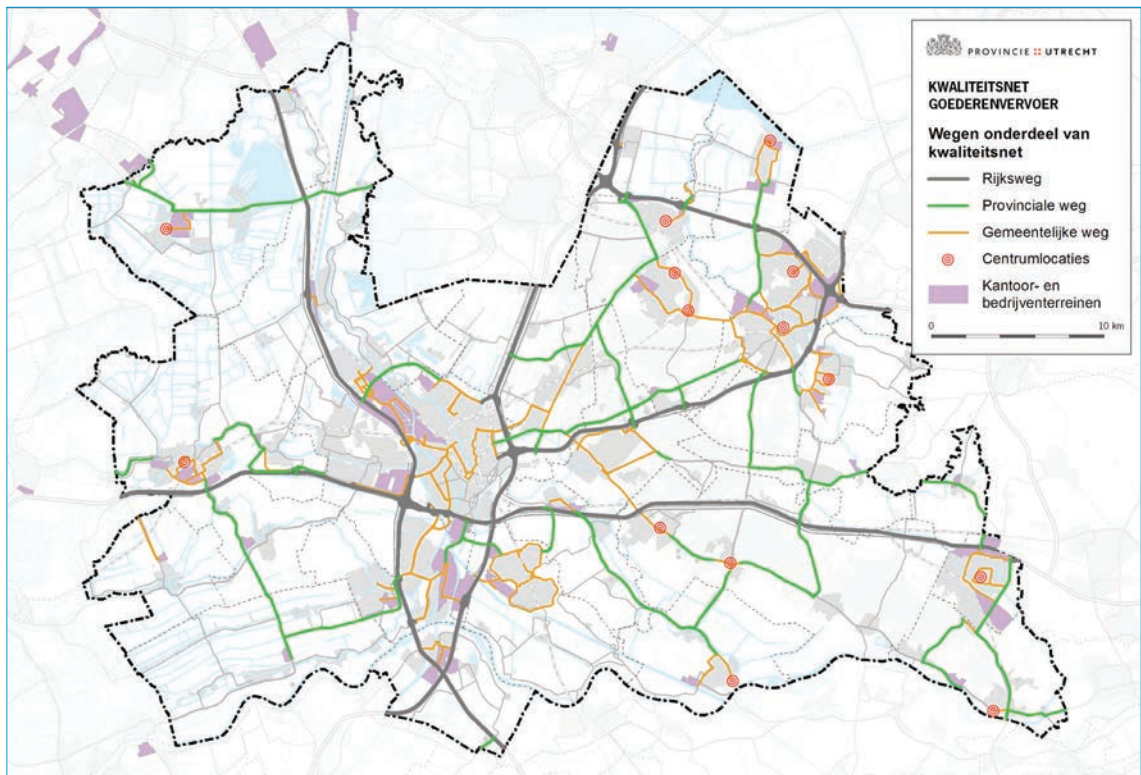 PROVINCIE UTRECHT
KWALITEITSNET
GOEDERENVERVOER
Wegen onderdeel van
kwaliteitsnet
Rijksweg
Provinciale weg
Gemeentelijke weg
Centrumlocaties
Kantoor- en
bedrijventerreinen
0 10 km